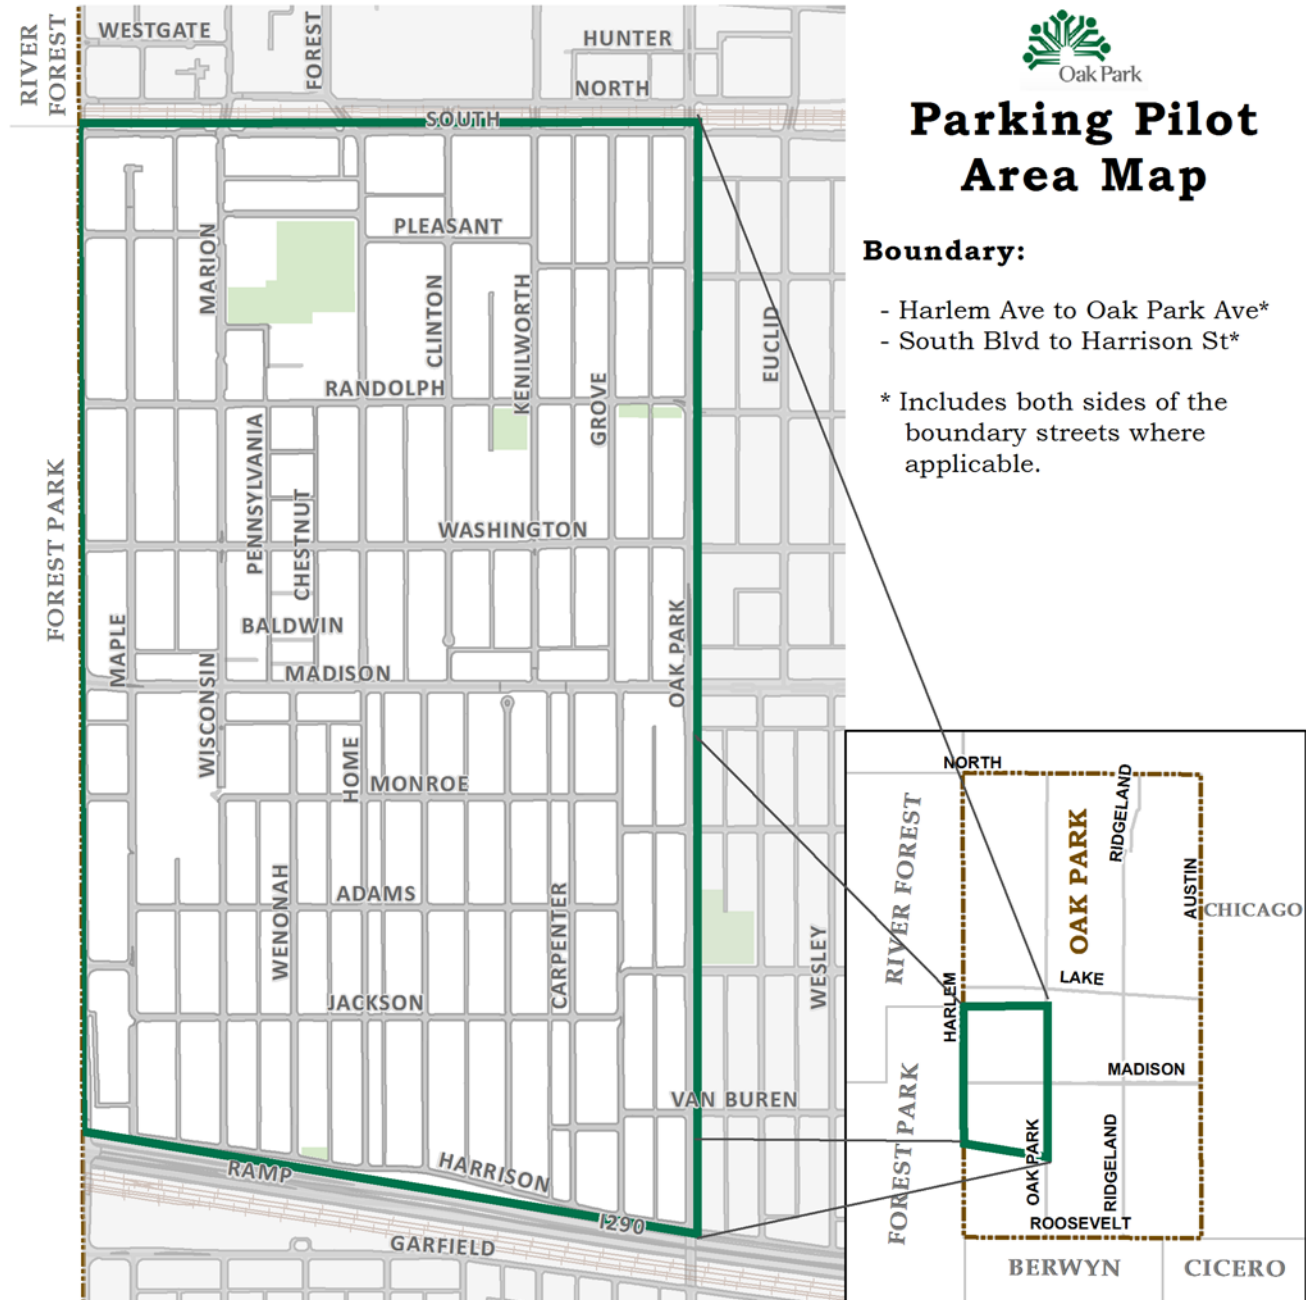 Oak Park
Parking Pilot
Area Map
Boundary:
- Harlem Ave to Oak Park Ave*
- South Blvd to Harrison St*
* Includes both sides of the
boundary streets where
applicable.
RIVER
FOREST
WESTGATE
FOREST
HUNTER
NORTH
SOUTH
PLEASANT
MARION
CLINTON
KENILWORTH
EUCLID
RANDOLPH
GROVE
PENNSYLVANIA
CHESTNUT
WASHINGTON
FOREST PARK
MAPLE
BALDWIN
OAK PARK
MADISON
WISCONSIN
HOME
MONROE
WENONAH
ADAMS
CARPENTER
WESLEY
JACKSON
VAN BUREN
HARRISON
RAMP
I290
GARFIELD
NORTH
RIDGELAND
RIVER FOREST
OAK PARK
AUSTIN
CHICAGO
LAKE
HARLEM
MADISON
FOREST PARK
OAK PARK
RIDGELAND
ROOSEVELT
BERWYN
CICERO